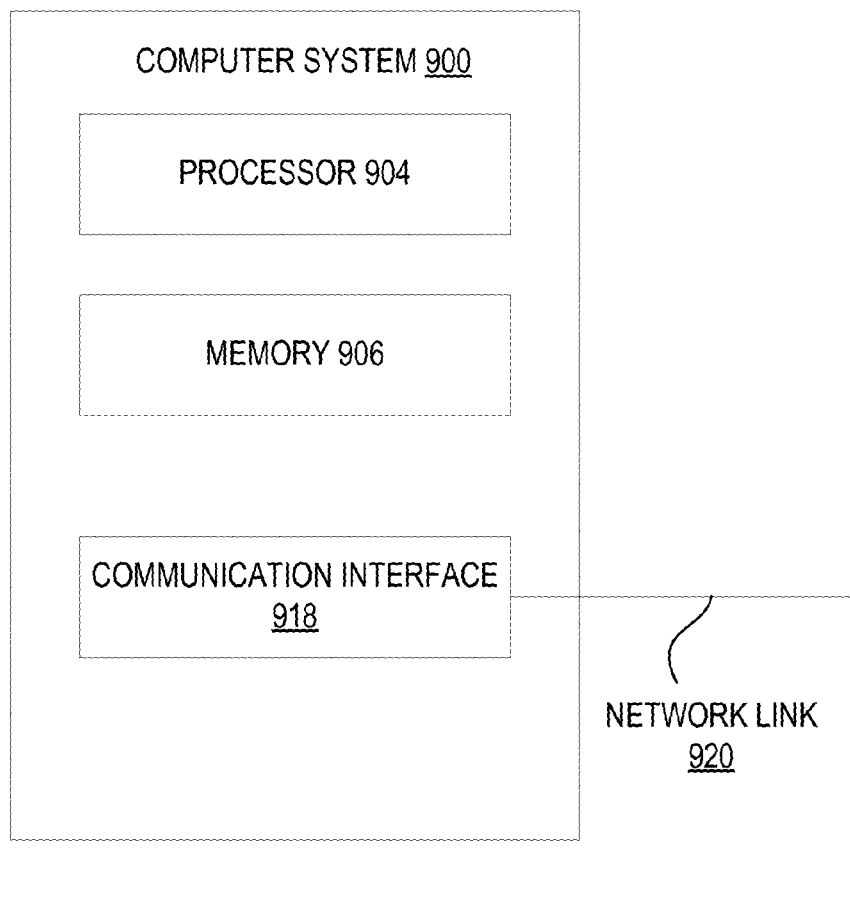 COMPUTER SYSTEM 900
PROCESSOR 904
MEMORY 906
COMMUNICATION INTERFACE
918
NETWORK LINK
920